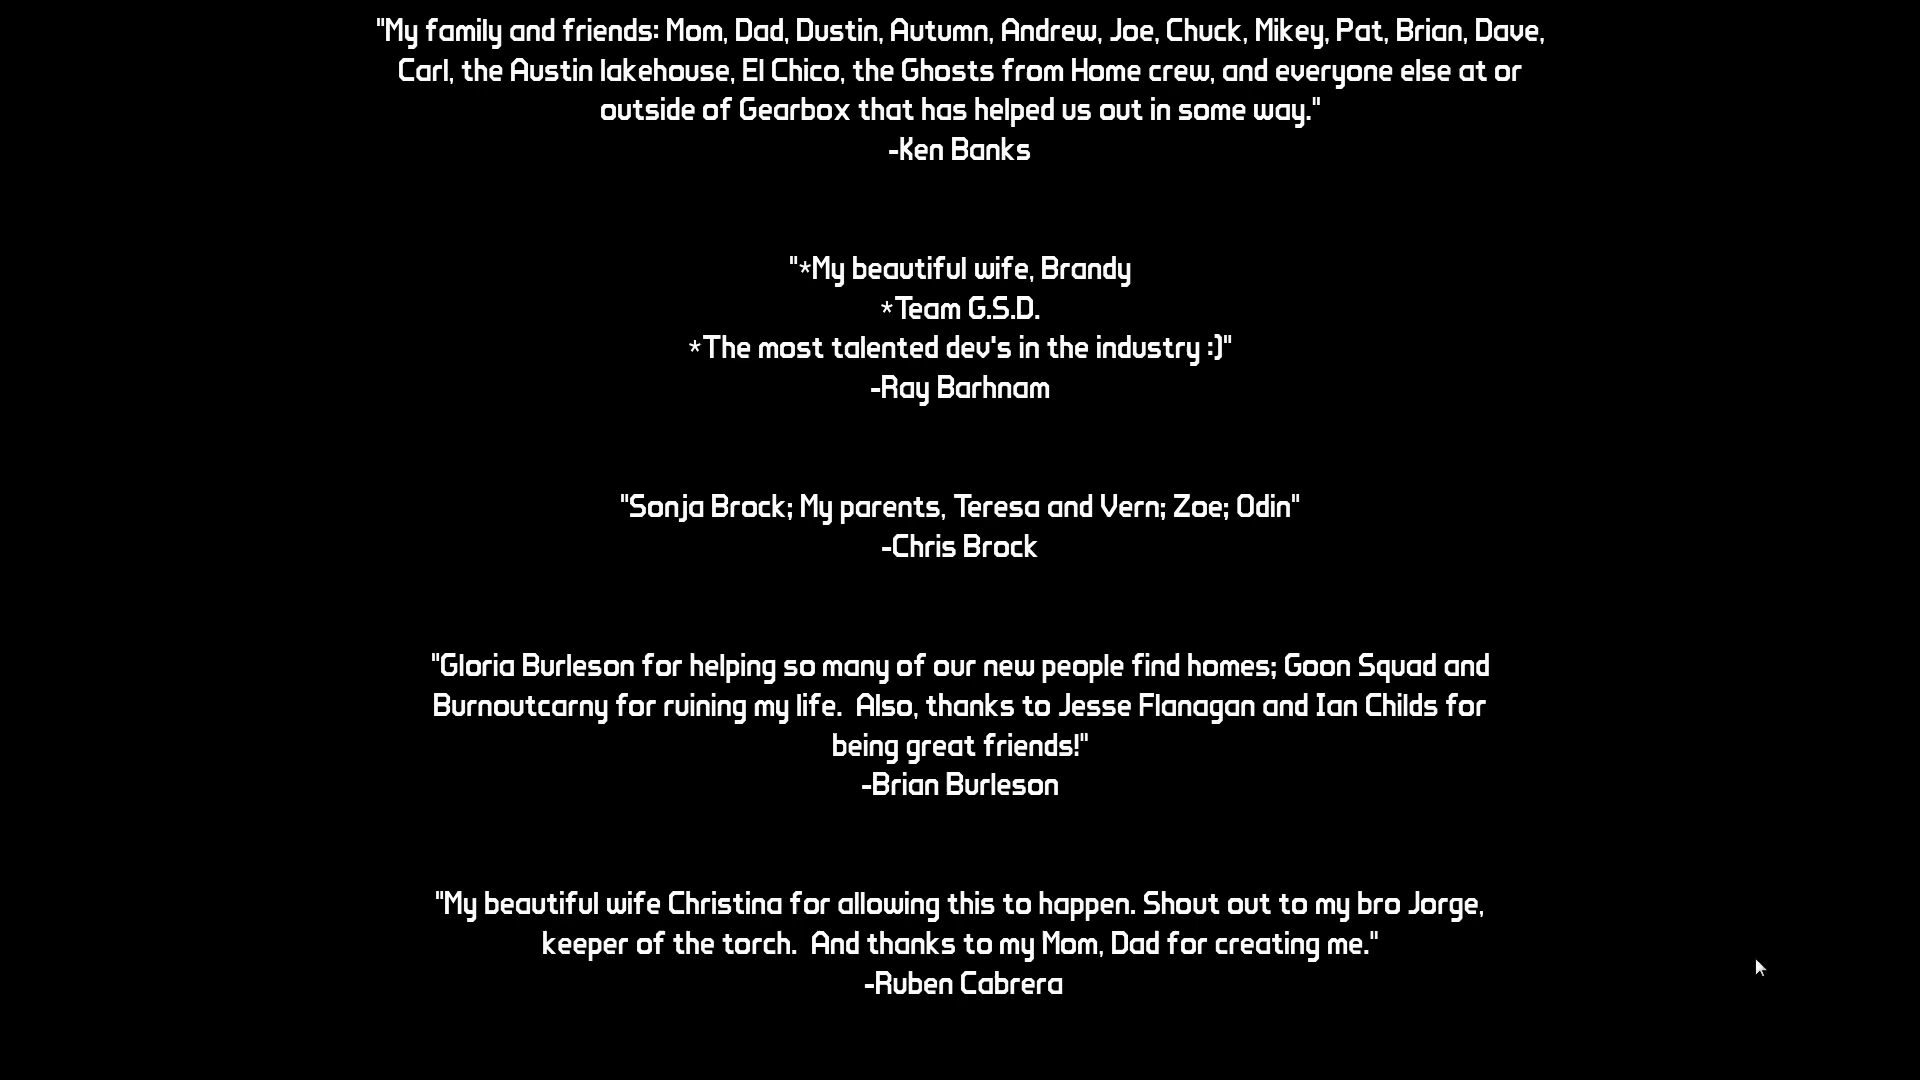 "My family and friends: Mom, Dad, Dustin, Autumn, Andrew, Joe, Chuck, Mikey, Pat, Brian, Dave,
Carl, the Austin lakehouse, El Chico, the Ghosts from Home crew, and everyone else at or
outside of Gearbox that has helped us out in some way."
-Ken Banks
"*My beautiful wife, Brandy
*Team G.S.D.
*The most talented dev's in the industry :)"
-Ray Barhnam
"Sonja Brock; My parents, Teresa and Vern; Zoe; Odin"
-Chris Brock
"Gloria Burleson for helping so many of our new people find homes; Goon Squad and
Burnoutcarny for ruining my life.  Also, thanks to Jesse Flanagan and Ian Childs for
being great friends!"
-Brian Burleson
"My beautiful wife Christina for allowing this to happen. Shout out to my bro Jorge,
keeper of the torch.  And thanks to my Mom, Dad for creating me."
-Ruben Cabrera